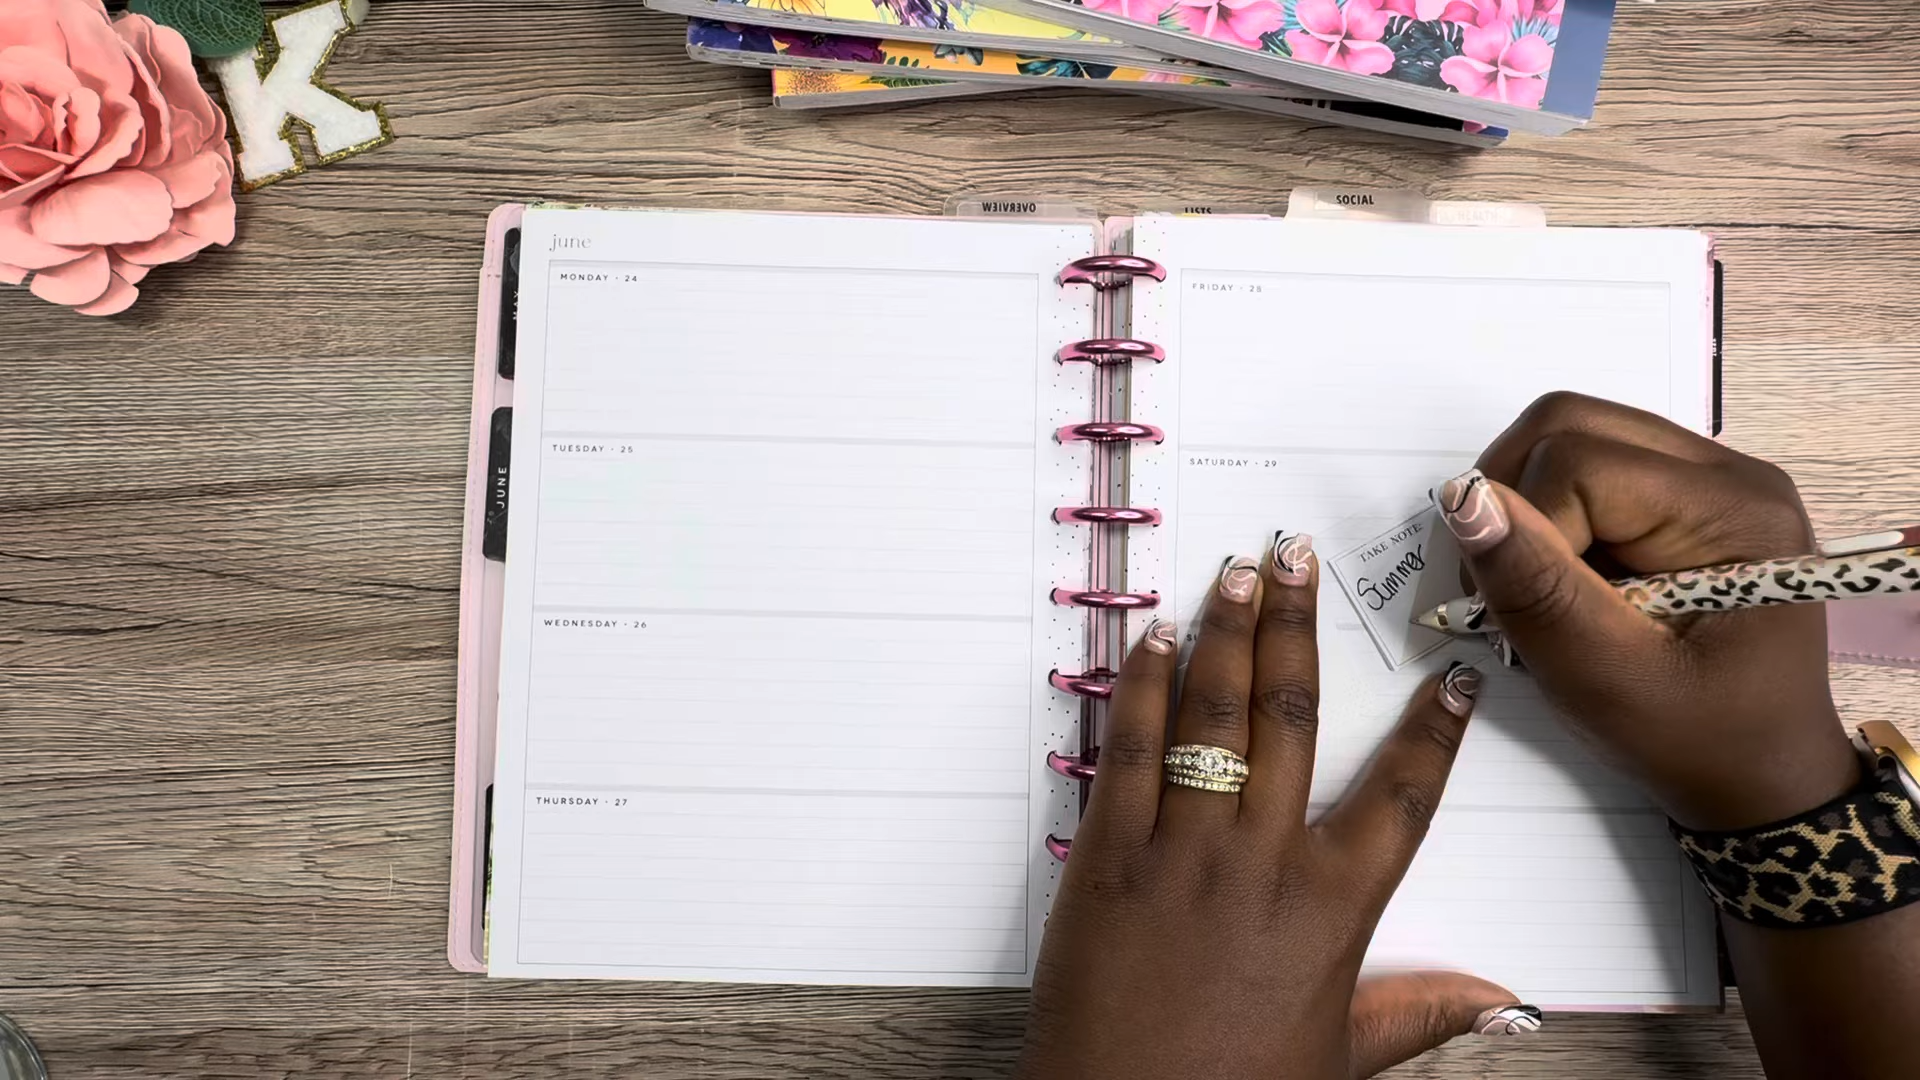 K
OVERVIEW
LISTS
SOCIAL
HEALTH
june
MONDAY · 24
TUESDAY · 25
WEDNESDAY · 26
THURSDAY · 27
MAY
JUNE
FRIDAY · 28
SATURDAY · 29
TAKE NOTE
Summer